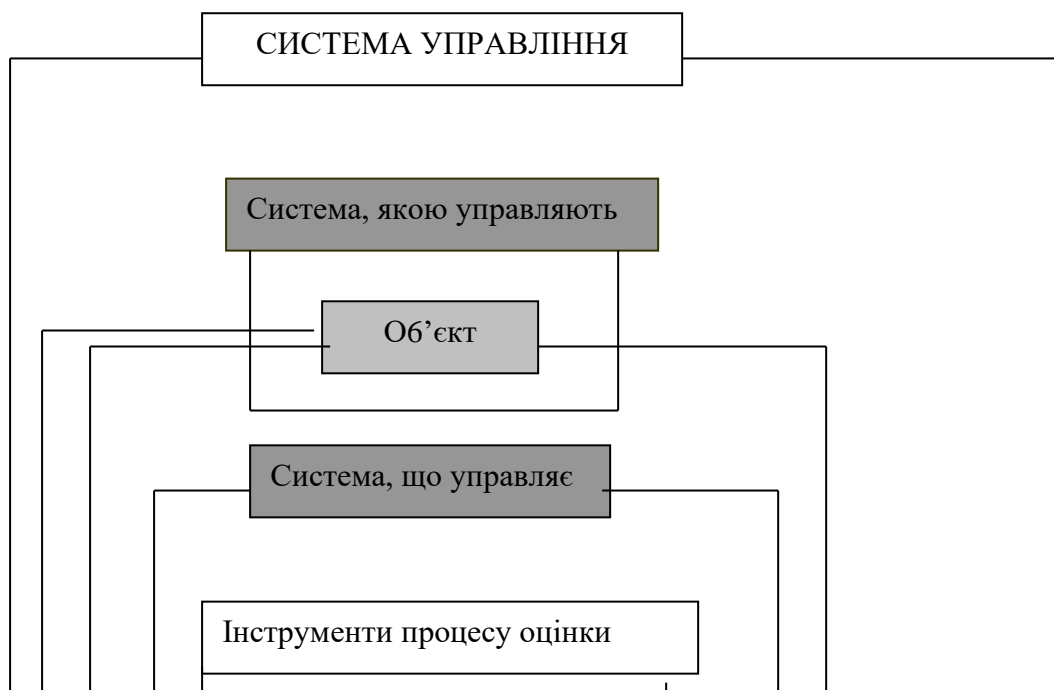 СИСТЕМА УПРАВЛІННЯ
Система, якою управляють
Об’єкт
Система, що управляє
Інструменти процесу оцінки